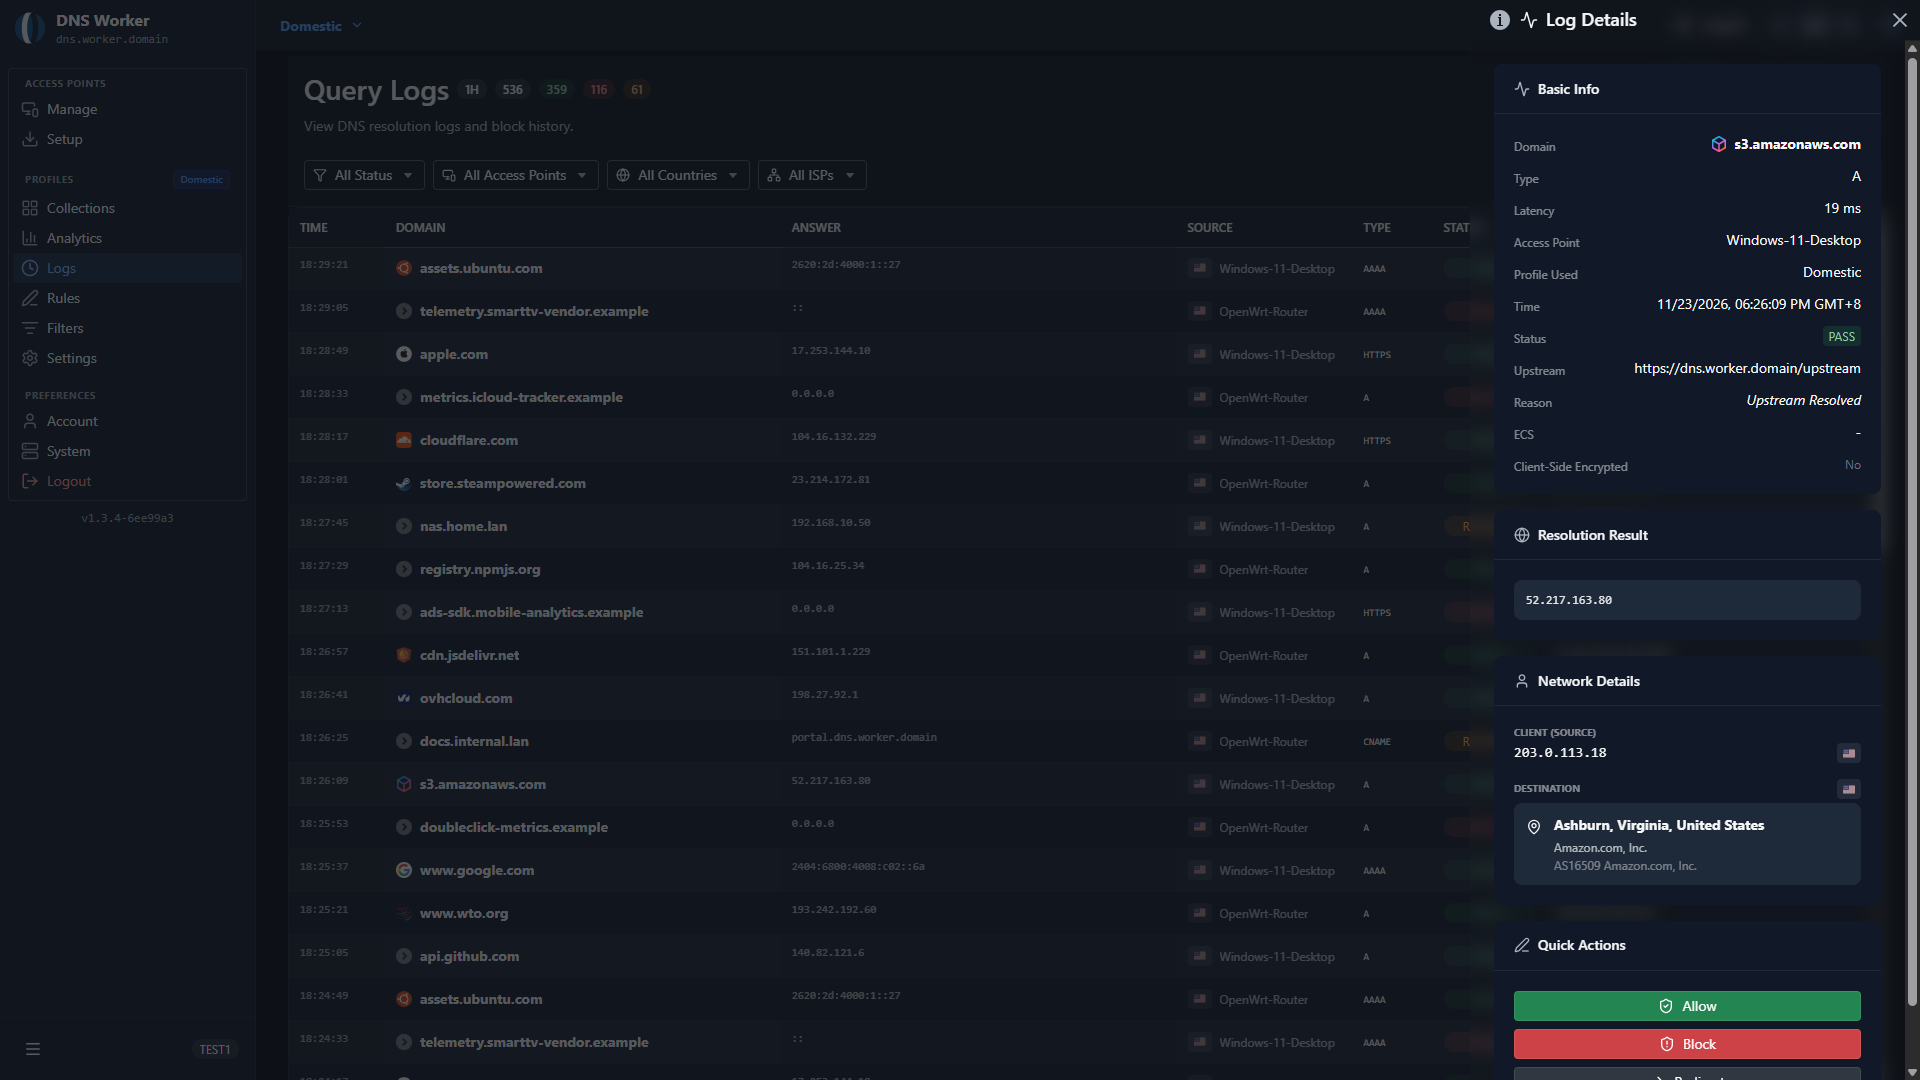 DNS Worker
dns.worker.domain
ACCESS POINTS
Manage
Setup
PROFILES Domestic
Collections
Analytics
Logs
Rules
Filters
Settings
PREFERENCES
Account
System
Logout
v1.3.4-6ee99a3
TEST1
Domestic
Query Logs 1H 536 359 116 61
View DNS resolution logs and block history.
All Status All Access Points All Countries All ISPs
TIME DOMAIN ANSWER SOURCE TYPE STAT
18:29:21 assets.ubuntu.com 2620:2d:4000:1::27 Windows-11-Desktop AAAA
18:29:05 telemetry.smarttv-vendor.example :: OpenWrt-Router AAAA
18:28:49 apple.com 17.253.144.10 Windows-11-Desktop HTTPS
18:28:33 metrics.icloud-tracker.example 0.0.0.0 OpenWrt-Router A
18:28:17 cloudflare.com 104.16.132.229 Windows-11-Desktop HTTPS
18:28:01 store.steampowered.com 23.214.172.81 OpenWrt-Router A
18:27:45 nas.home.lan 192.168.10.50 Windows-11-Desktop A R
18:27:29 registry.npmjs.org 104.16.25.34 OpenWrt-Router A
18:27:13 ads-sdk.mobile-analytics.example 0.0.0.0 Windows-11-Desktop HTTPS
18:26:57 cdn.jsdelivr.net 151.101.1.229 OpenWrt-Router A
18:26:41 ovhcloud.com 198.27.92.1 Windows-11-Desktop A
18:26:25 docs.internal.lan portal.dns.worker.domain OpenWrt-Router CNAME R
18:26:09 s3.amazonaws.com 52.217.163.80 Windows-11-Desktop A
18:25:53 doubleclick-metrics.example 0.0.0.0 OpenWrt-Router A
18:25:37 www.google.com 2404:6800:4008:c02::6a Windows-11-Desktop AAAA
18:25:21 www.wto.org 193.242.192.60 OpenWrt-Router A
18:25:05 api.github.com 140.82.121.6 Windows-11-Desktop A
18:24:49 assets.ubuntu.com 2620:2d:4000:1::27 OpenWrt-Router AAAA
18:24:33 telemetry.smarttv-vendor.example :: Windows-11-Desktop AAAA
Log Details
Basic Info
Domain s3.amazonaws.com
Type A
Latency 19 ms
Access Point Windows-11-Desktop
Profile Used Domestic
Time 11/23/2026, 06:26:09 PM GMT+8
Status PASS
Upstream https://dns.worker.domain/upstream
Reason Upstream Resolved
ECS -
Client-Side Encrypted No
Resolution Result
52.217.163.80
Network Details
CLIENT (SOURCE)
203.0.113.18
DESTINATION
Ashburn, Virginia, United States
Amazon.com, Inc.
AS16509 Amazon.com, Inc.
Quick Actions
Allow
Block